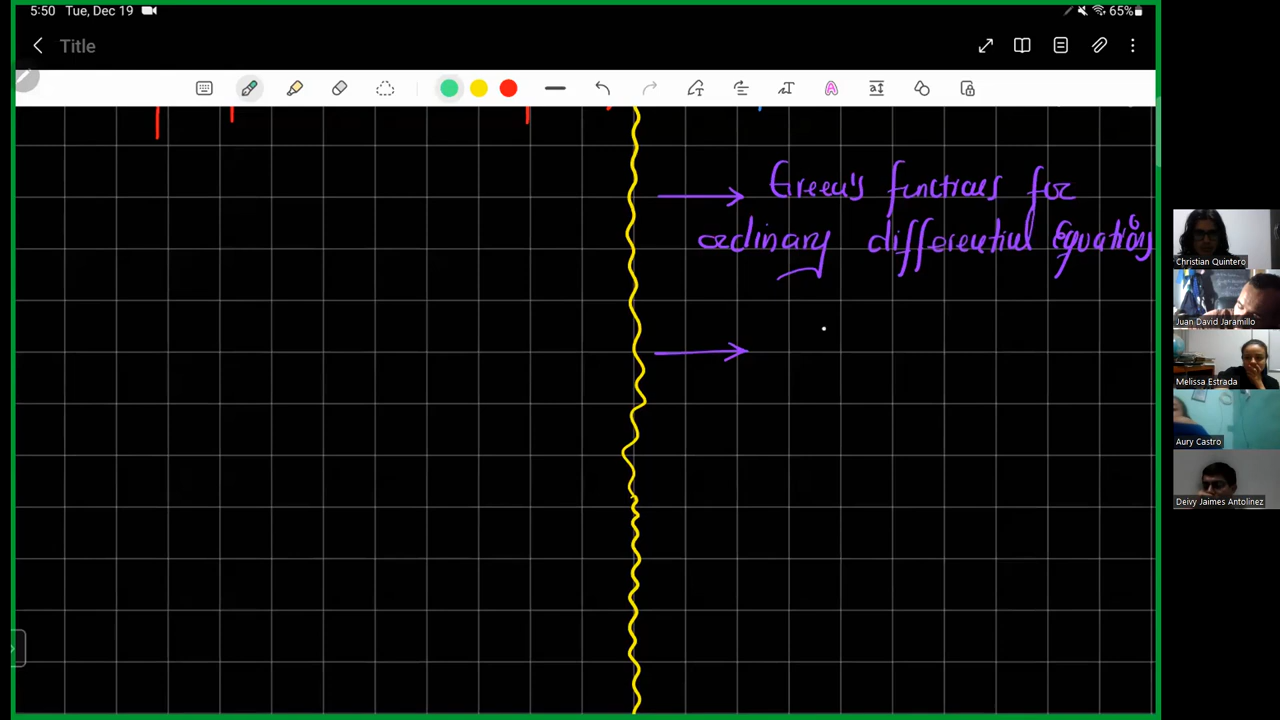 5:50 Tue, Dec 19
65%
Title
Green's functions for
ordinary differential Equations
Christian Quintero
Juan David Jaramillo
Melissa Estrada
Aury Castro
Deivy Jaimes Antolinez